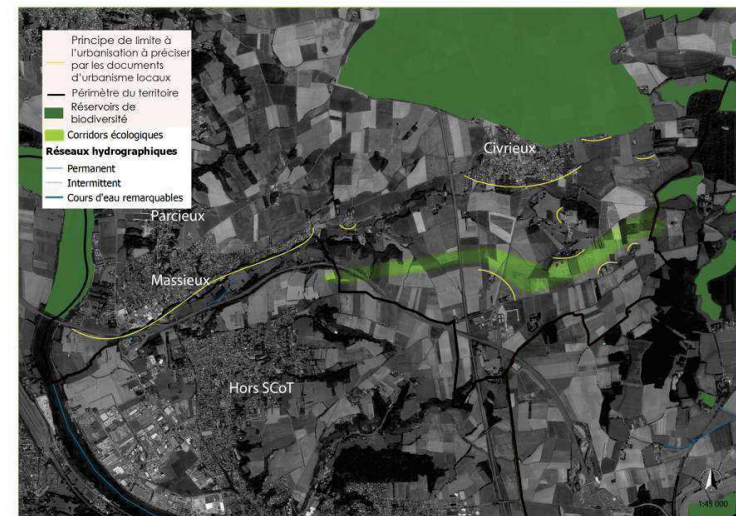 Principe de limite à
l'urbanisation à préciser
par les documents
d'urbanisme locaux
Périmètre du territoire
Réservoirs de
biodiversité
Corridors écologiques
Réseaux hydrographiques
Permanent
Intermittent
Cours d'eau remarquables
Civrieux
Parcieux
Massieux
Hors SCoT
1:45 000